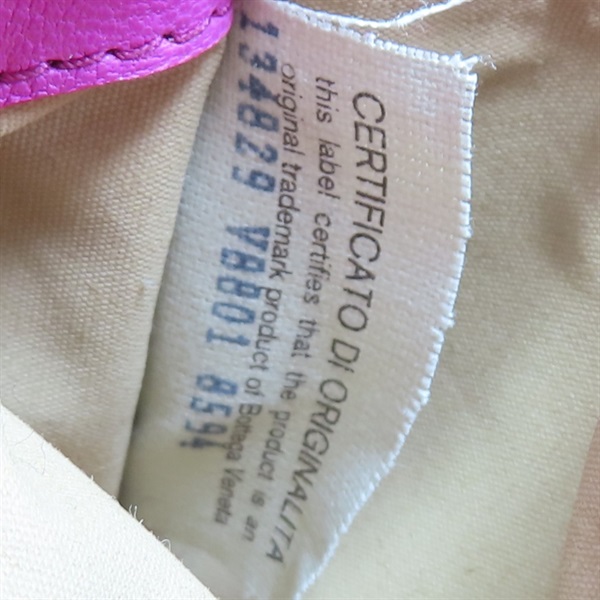 CERTIFICATO DI ORIGINALITA
this label certifies that the product is an
original trademark product of Bottega Veneta
134829 V8801 8594